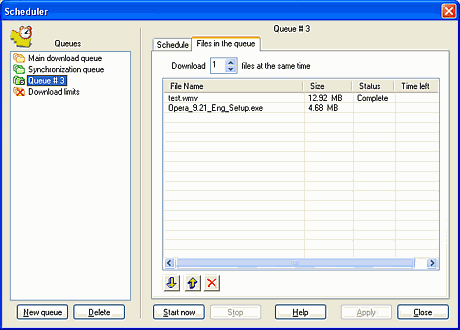 Scheduler
Queue # 3
Queues
Main download queue
Synchronization queue
Queue # 3
Download limits
Schedule Files in the queue
Download 1 files at the same time
File Name Size Status Time left
test.wmv 12.92 MB Complete
Opera_9.21_Eng_Setup.exe 4.68 MB
New queue Delete Start now Stop Help Apply Close